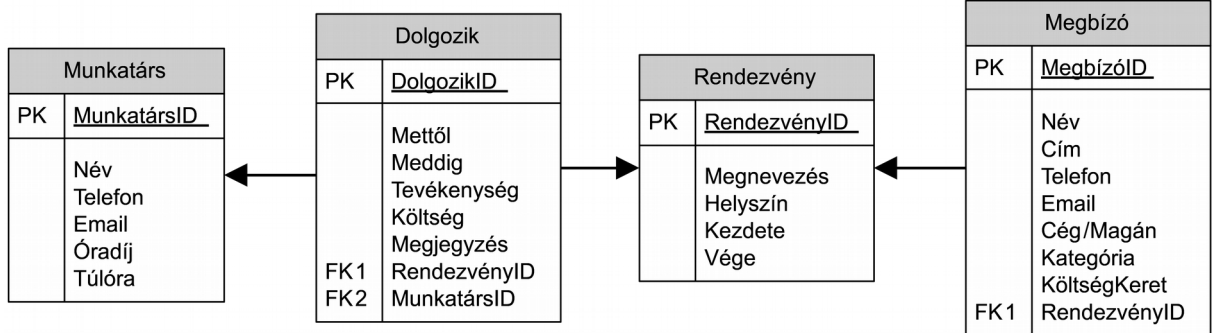 Munkatárs
PK MunkatársID
Név
Telefon
Email
Óradíj
Túlóra
Dolgozik
PK DolgozikID
Mettől
Meddig
Tevékenység
Költség
Megjegyzés
FK1 RendezvényID
FK2 MunkatársID
Rendezvény
PK RendezvényID
Megnevezés
Helyszín
Kezdete
Vége
Megbízó
PK MegbízóID
Név
Cím
Telefon
Email
Cég/Magán
Kategória
KöltségKeret
FK1 RendezvényID